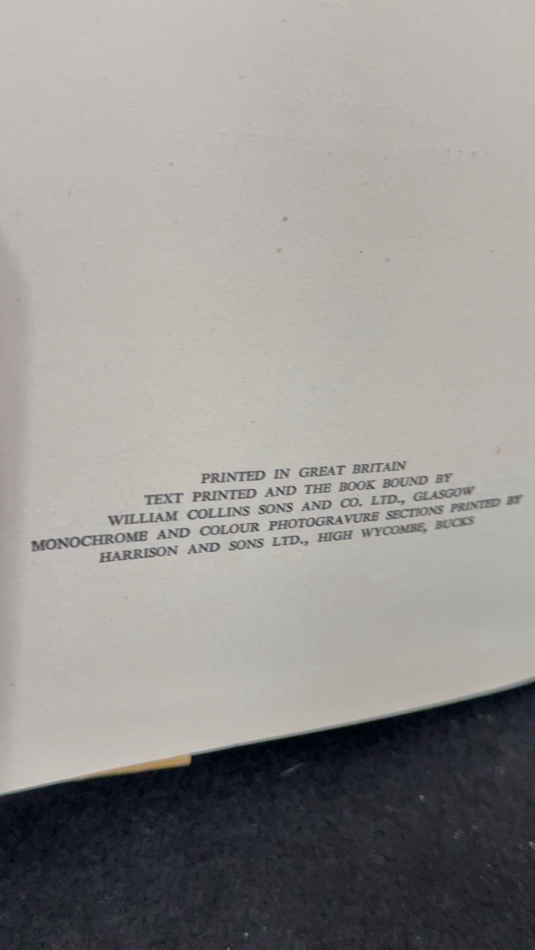 PRINTED IN GREAT BRITAIN
TEXT PRINTED AND THE BOOK BOUND BY
WILLIAM COLLINS SONS AND CO. LTD., GLASGOW
MONOCHROME AND COLOUR PHOTOGRAVURE SECTIONS PRINTED BY
HARRISON AND SONS LTD., HIGH WYCOMBE, BUCKS